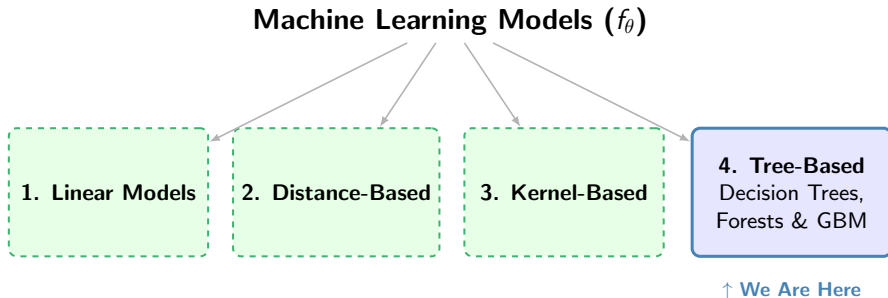 Machine Learning Models (fθ)
1. Linear Models
2. Distance-Based
3. Kernel-Based
4. Tree-Based
Decision Trees,
Forests & GBM
↑ We Are Here